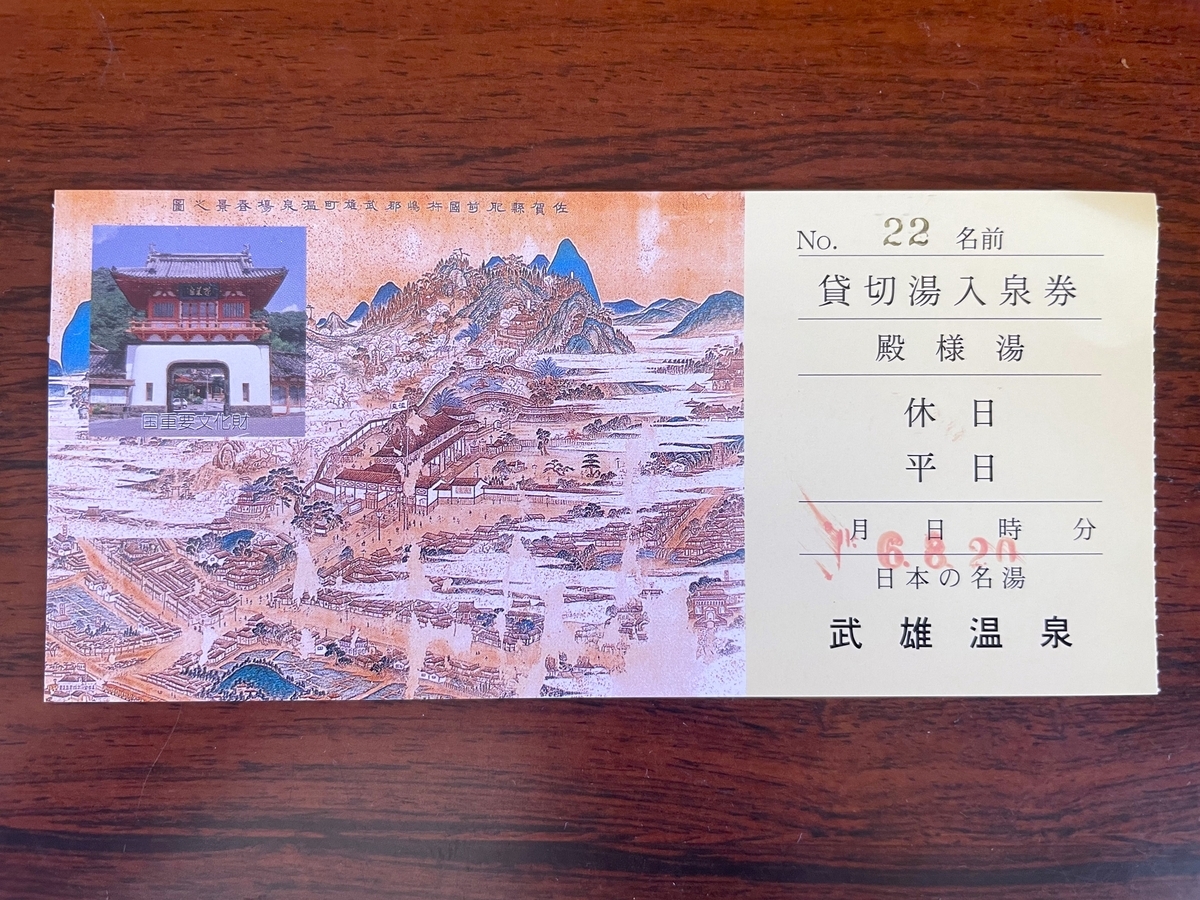 佐賀縣肥前國杵嶋郡武雄町温泉場春景之圖
国重要文化財
No. 22 名前
貸切湯入泉券
殿様湯
休日
平日
月 日 時 分
6.8.20
日本の名湯
武雄温泉